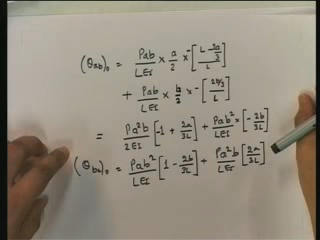 (θab)₀ = Pab/LEI × a/2 × -[(L - 2a/3)/L]
+ Pab/LEI × b/2 × -[(2b/3)/L]
= Pa²b/2EI [-1 + 2a/3L] + Pab²/LEI × [-2b/3L]
(θba)₀ = Pab²/LEI [1 - 2b/3L] + Pa²b/LEI [2a/3L]